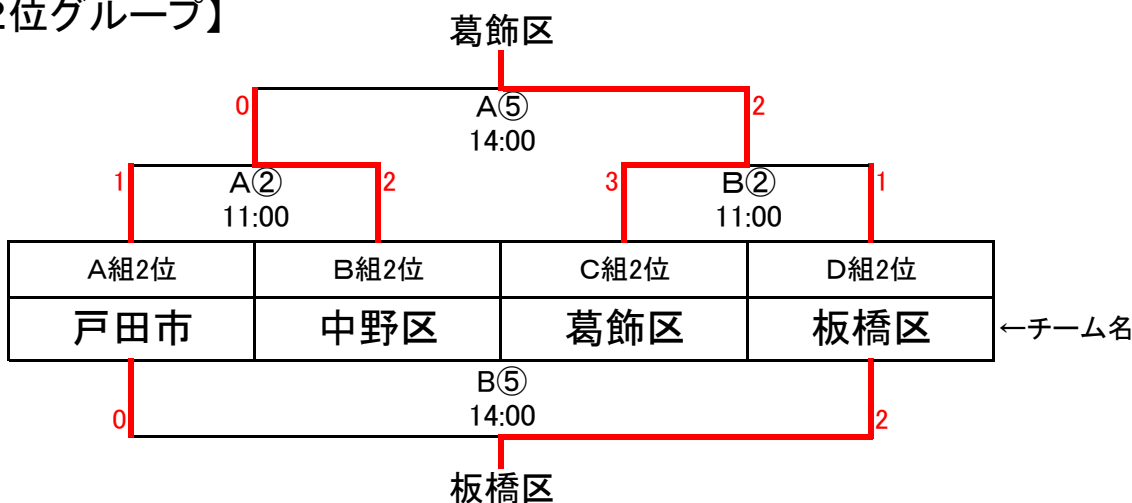 2位グループ】
葛飾区
0 A⑤ 2
14:00
1 A② 2 3 B② 1
11:00 11:00
A組2位 B組2位 C組2位 D組2位
戸田市 中野区 葛飾区 板橋区 ←チーム名
B⑤
0 14:00 2
板橋区